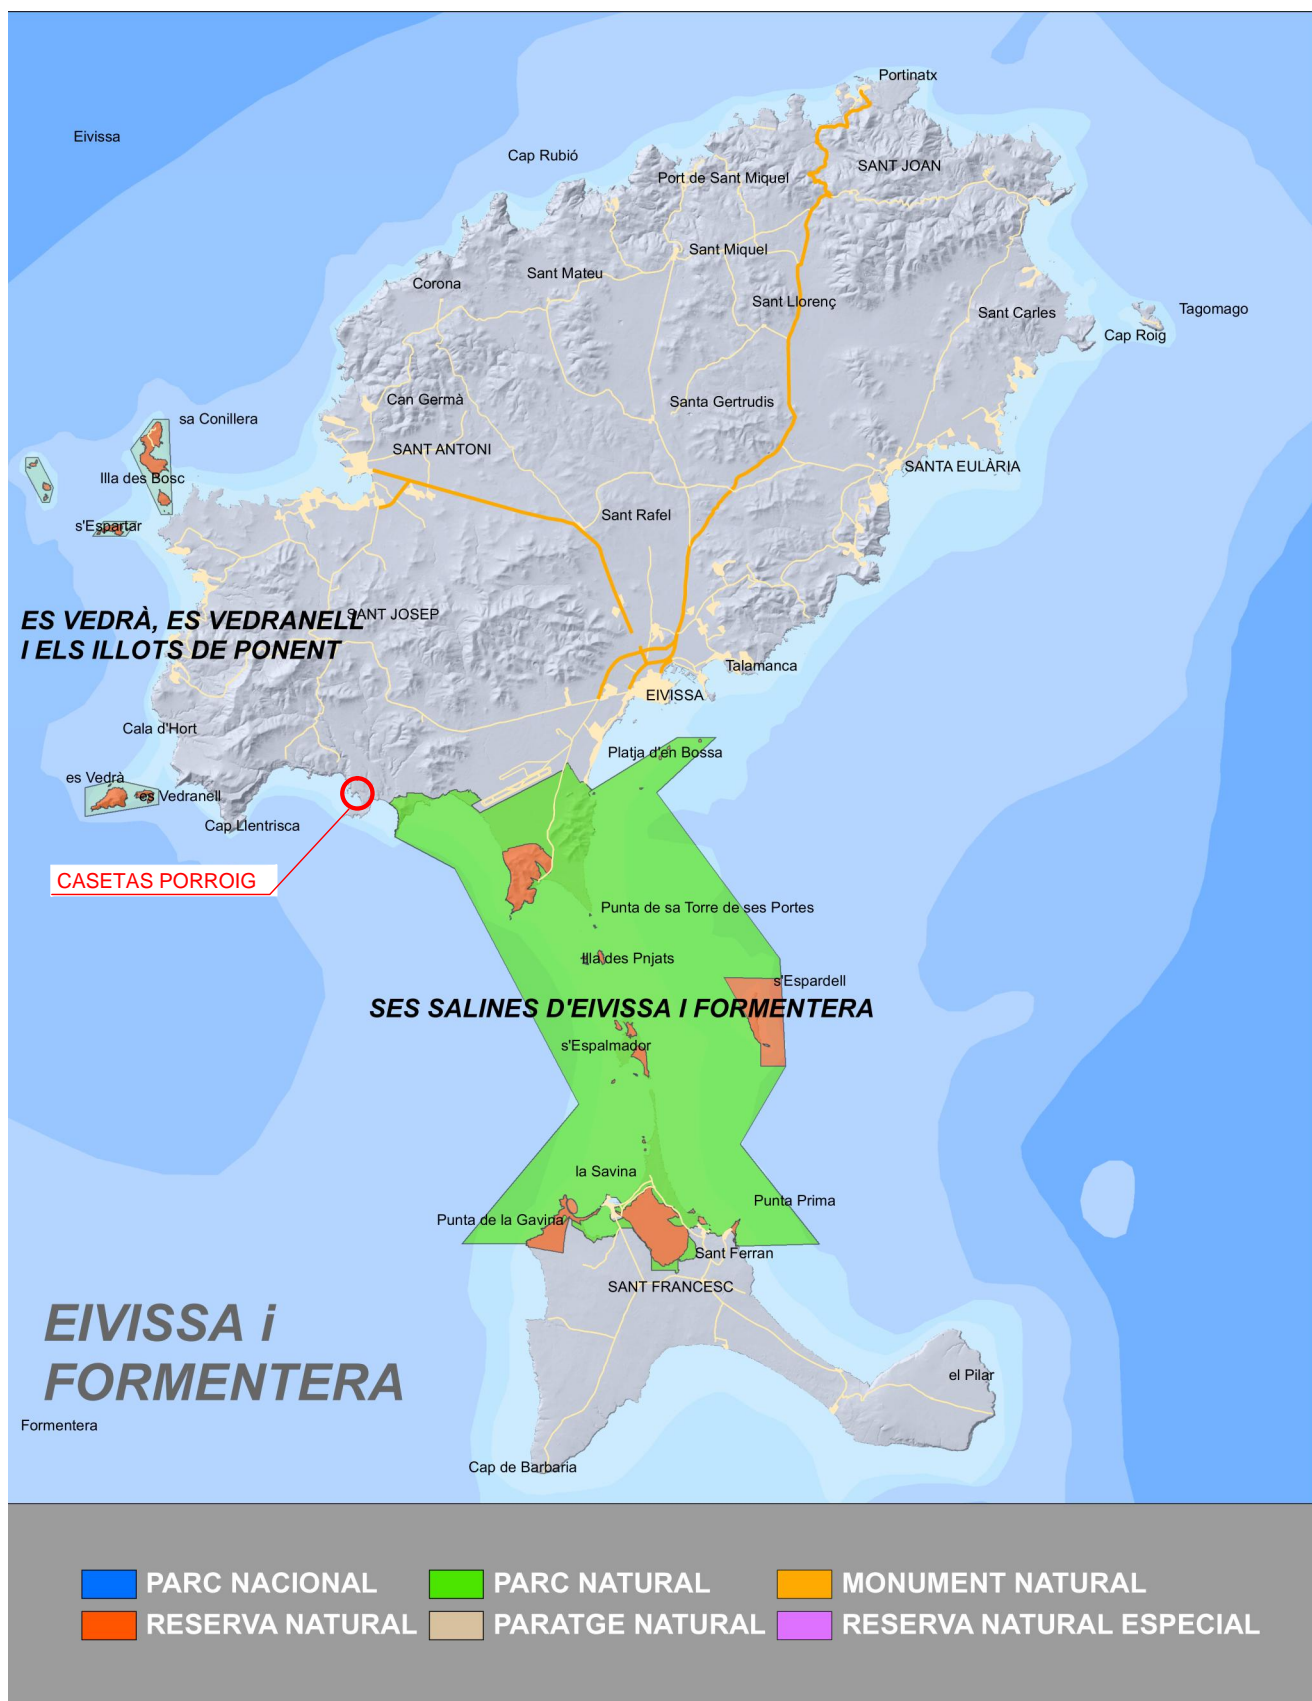 Portinatx
Eivissa
Cap Rubió
SANT JOAN
Port de Sant Miquel
Sant Miquel
Sant Mateu
Corona
Sant Llorenç
Tagomago
Sant Carles
Cap Roig
Can Germà
Santa Gertrudis
sa Conillera
SANT ANTONI
SANTA EULÀRIA
Illa des Bosc
Sant Rafel
s'Espartar
ES VEDRÀ, ES VEDRANELL
I ELS ILLOTS DE PONENT
SANT JOSEP
Talamanca
EIVISSA
Cala d'Hort
Platja d'en Bossa
es Vedrà
es Vedranell
Cap Llentrisca
CASETAS PORROIG
Punta de sa Torre de ses Portes
Illa des Pnjats
s'Espardell
SES SALINES D'EIVISSA I FORMENTERA
s'Espalmador
la Savina
Punta Prima
Punta de la Gavina
Sant Ferran
SANT FRANCESC
EIVISSA i
FORMENTERA
el Pilar
Formentera
Cap de Barbaria
PARC NACIONAL
PARC NATURAL
MONUMENT NATURAL
RESERVA NATURAL
PARATGE NATURAL
RESERVA NATURAL ESPECIAL